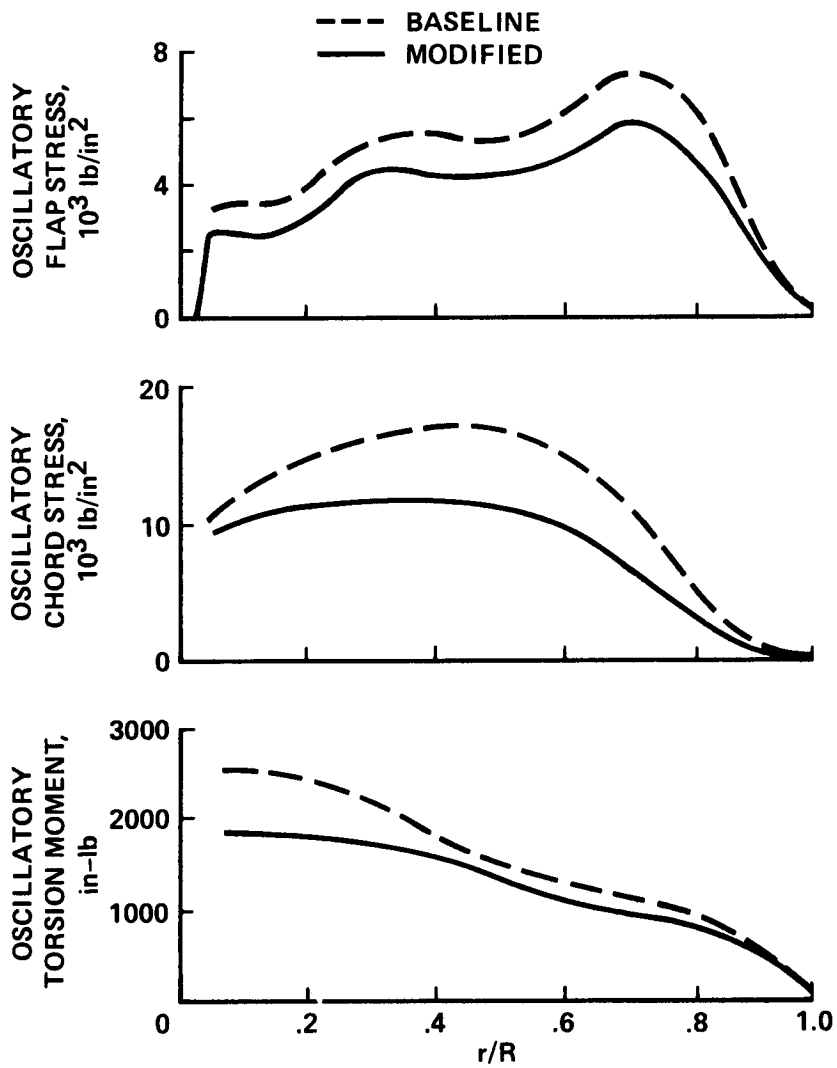 BASELINE
MODIFIED
OSCILLATORY
FLAP STRESS,
10³ lb/in²
8
4
0
OSCILLATORY
CHORD STRESS,
10³ lb/in²
20
10
0
OSCILLATORY
TORSION MOMENT,
in-lb
3000
2000
1000
0 .2 .4 .6 .8 1.0
r/R